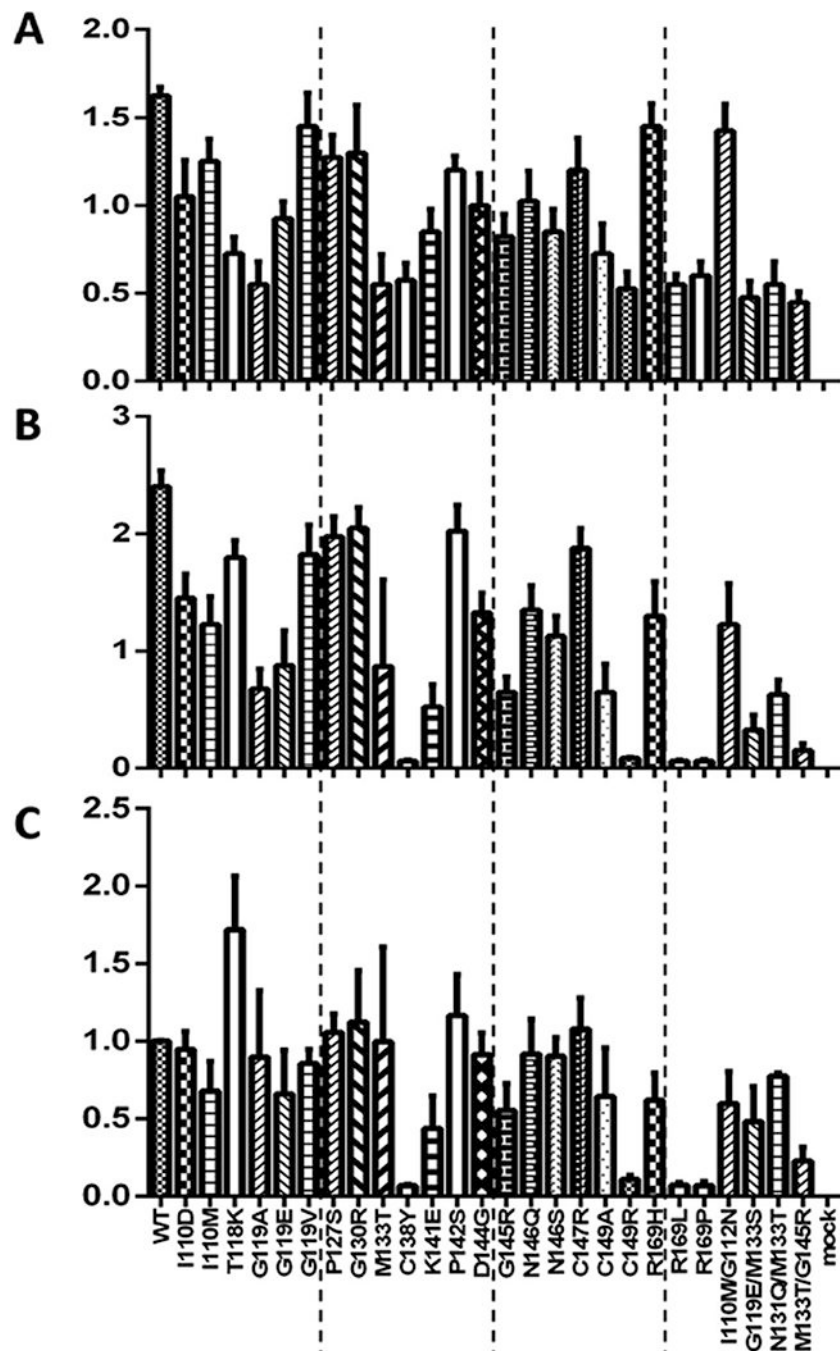 A
2.0
1.5
1.0
0.5
0.0
B
3
2
1
0
C
2.5
2.0
1.5
1.0
0.5
0.0
WT
I110D
I110M
T118K
G119A
G119E
G119V
P127S
G130R
M133T
C138Y
K141E
P142S
D144G
G145R
N146Q
N146S
C147R
C149A
C149R
R169H
R169L
R169P
I110M/G112N
G119E/M133S
N131Q/M133T
M133T/G145R
mock